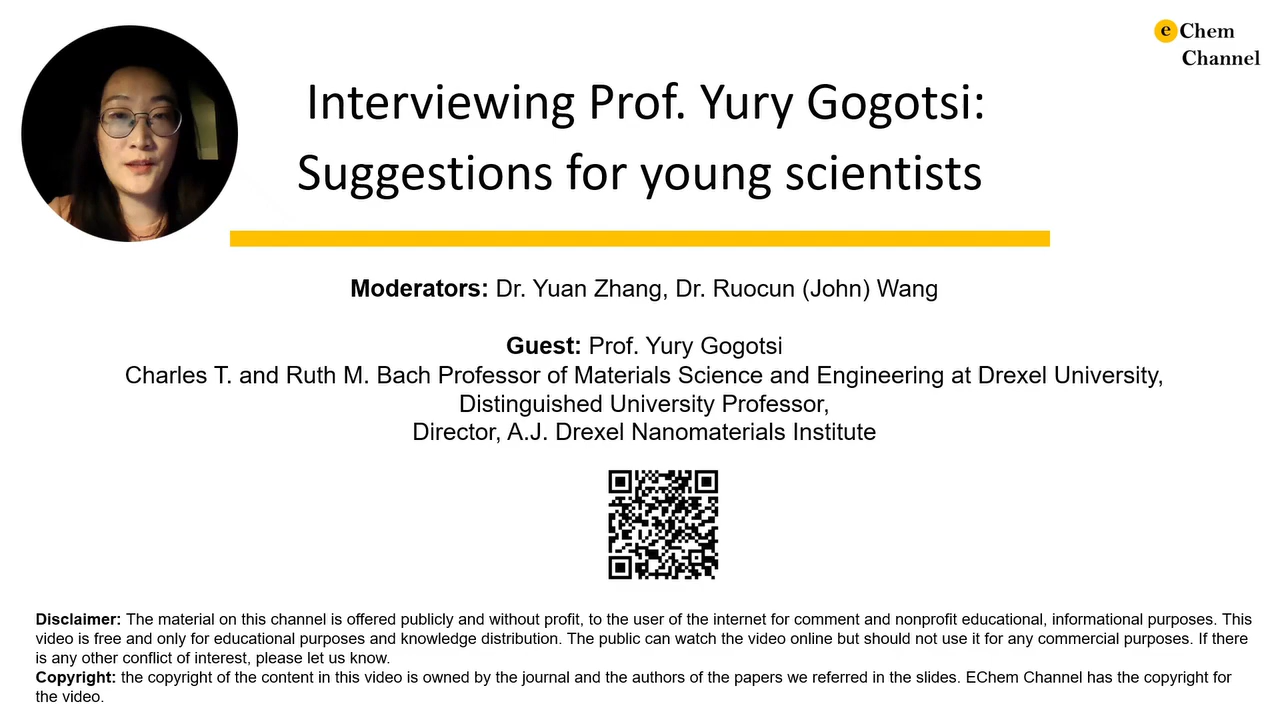 e Chem
Channel
Interviewing Prof. Yury Gogotsi:
Suggestions for young scientists
Moderators: Dr. Yuan Zhang, Dr. Ruocun (John) Wang
Guest: Prof. Yury Gogotsi
Charles T. and Ruth M. Bach Professor of Materials Science and Engineering at Drexel University,
Distinguished University Professor,
Director, A.J. Drexel Nanomaterials Institute
Disclaimer: The material on this channel is offered publicly and without profit, to the user of the internet for comment and nonprofit educational, informational purposes. This
video is free and only for educational purposes and knowledge distribution. The public can watch the video online but should not use it for any commercial purposes. If there
is any other conflict of interest, please let us know.
Copyright: the copyright of the content in this video is owned by the journal and the authors of the papers we referred in the slides. EChem Channel has the copyright for
the video.